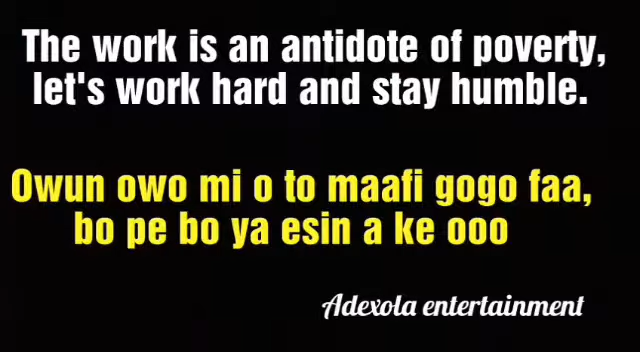 The work is an antidote of poverty,
let's work hard and stay humble.
Owun owo mi o to maafi gogo faa,
bo pe bo ya esin a ke ooo
Adexola entertainment